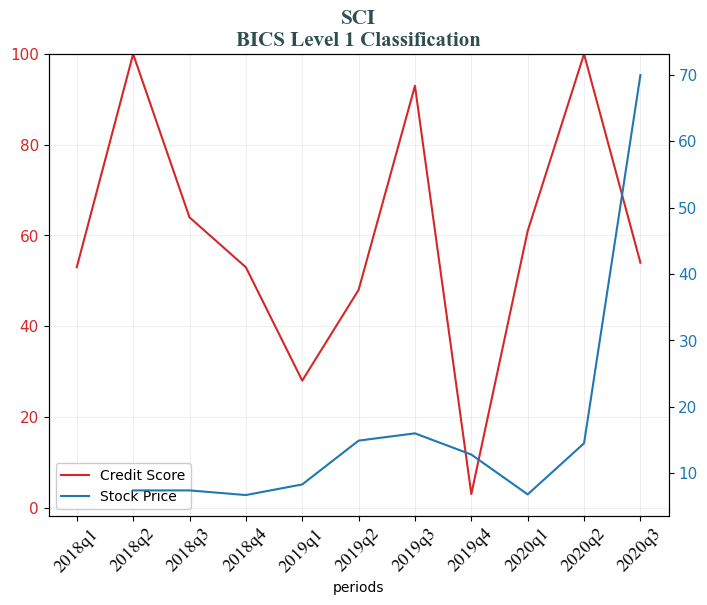 SCI
BICS Level 1 Classification
100
80
60
40
20
0
70
60
50
40
30
20
10
Credit Score
Stock Price
2018q1
2018q2
2018q3
2018q4
2019q1
2019q2
2019q3
2019q4
2020q1
2020q2
2020q3
periods